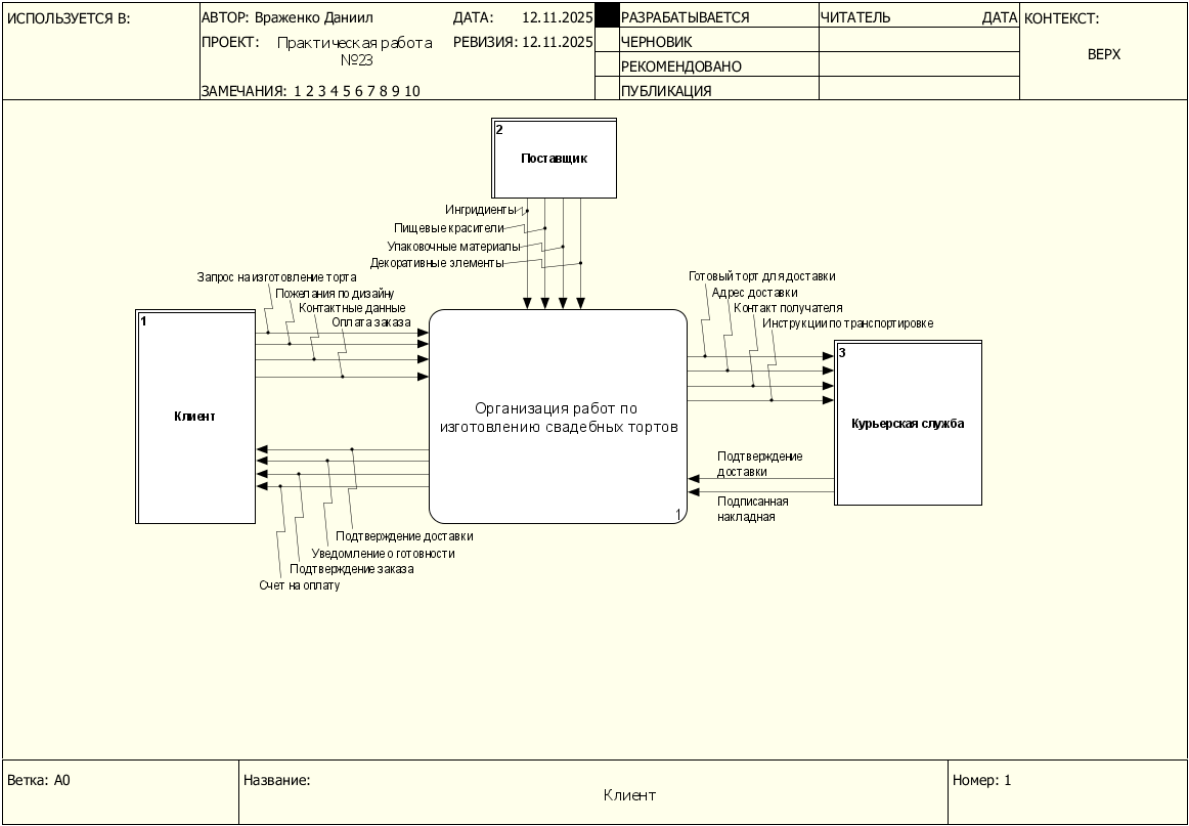 ИСПОЛЬЗУЕТСЯ В:
АВТОР: Враженко Даниил
ДАТА: 12.11.2025
РАЗРАБАТЫВАЕТСЯ
ЧИТАТЕЛЬ
ДАТА
КОНТЕКСТ:
ПРОЕКТ: Практическая работа
№23
РЕВИЗИЯ: 12.11.2025
ЧЕРНОВИК
ВЕРХ
РЕКОМЕНДОВАНО
ЗАМЕЧАНИЯ: 1 2 3 4 5 6 7 8 9 10
ПУБЛИКАЦИЯ
2
Поставщик
Ингридиенты
Пищевые красители
Упаковочные материалы
Декоративные элементы
Запрос на изготовление торта
Пожелания по дизайну
Контактные данные
Оплата заказа
Готовый торт для доставки
Адрес доставки
Контакт получателя
Инструкции по транспортировке
1
Клиент
Организация работ по
изготовлению свадебных тортов
1
3
Курьерская служба
Подтверждение
доставки
Подписанная
накладная
Подтверждение доставки
Уведомление о готовности
Подтверждение заказа
Счет на оплату
Ветка: A0
Название:
Клиент
Номер: 1